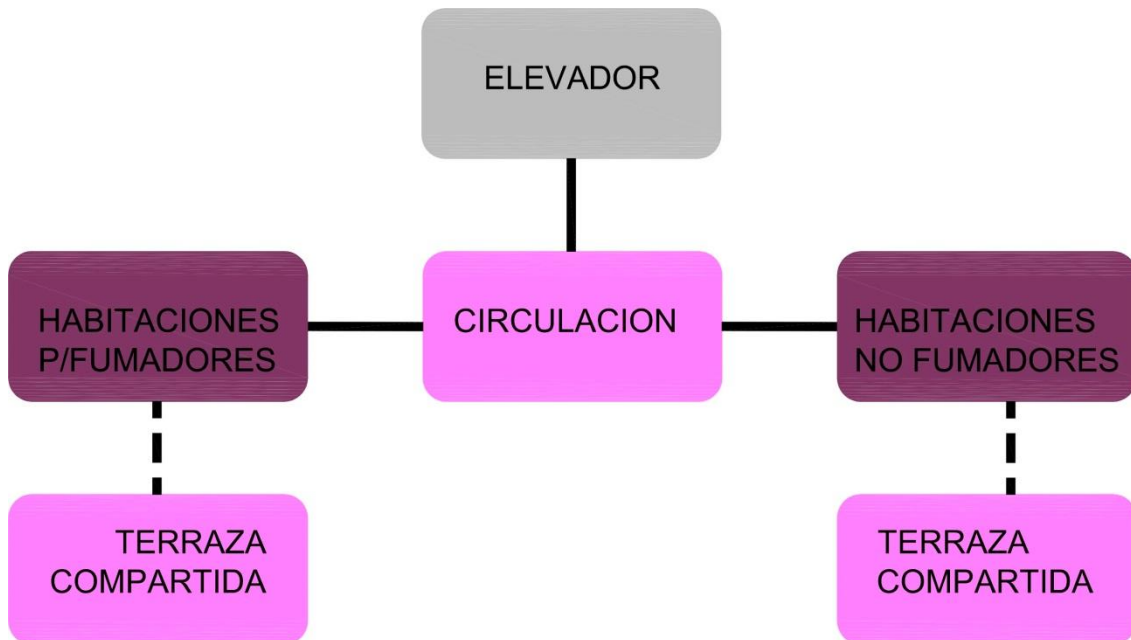 ELEVADOR
HABITACIONES
P/FUMADORES
CIRCULACION
HABITACIONES
NO FUMADORES
TERRAZA
COMPARTIDA
TERRAZA
COMPARTIDA